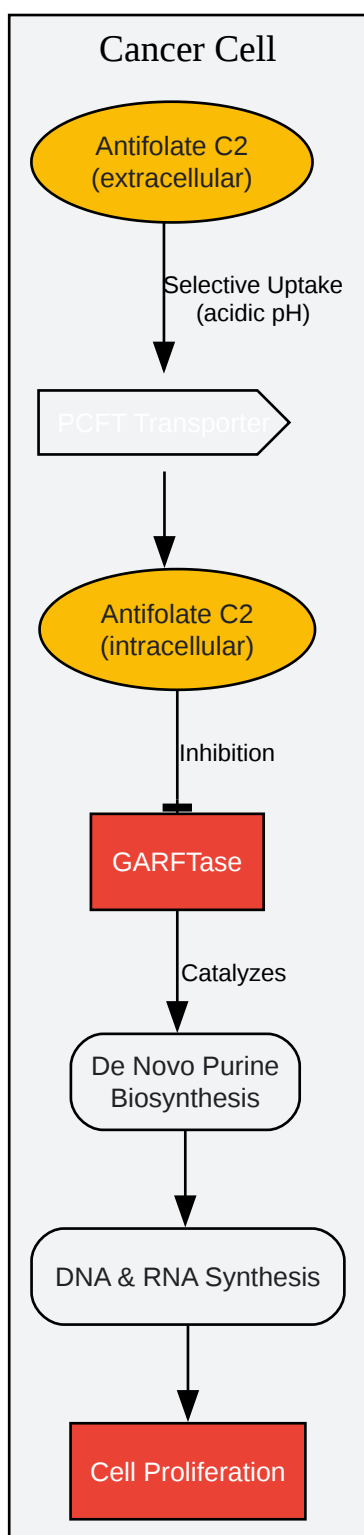 Cancer Cell
Antifolate C2
(extracellular)
Selective Uptake
(acidic pH)
PCFT Transporter
Antifolate C2
(intracellular)
Inhibition
GARFTase
Catalyzes
De Novo Purine
Biosynthesis
DNA & RNA Synthesis
Cell Proliferation